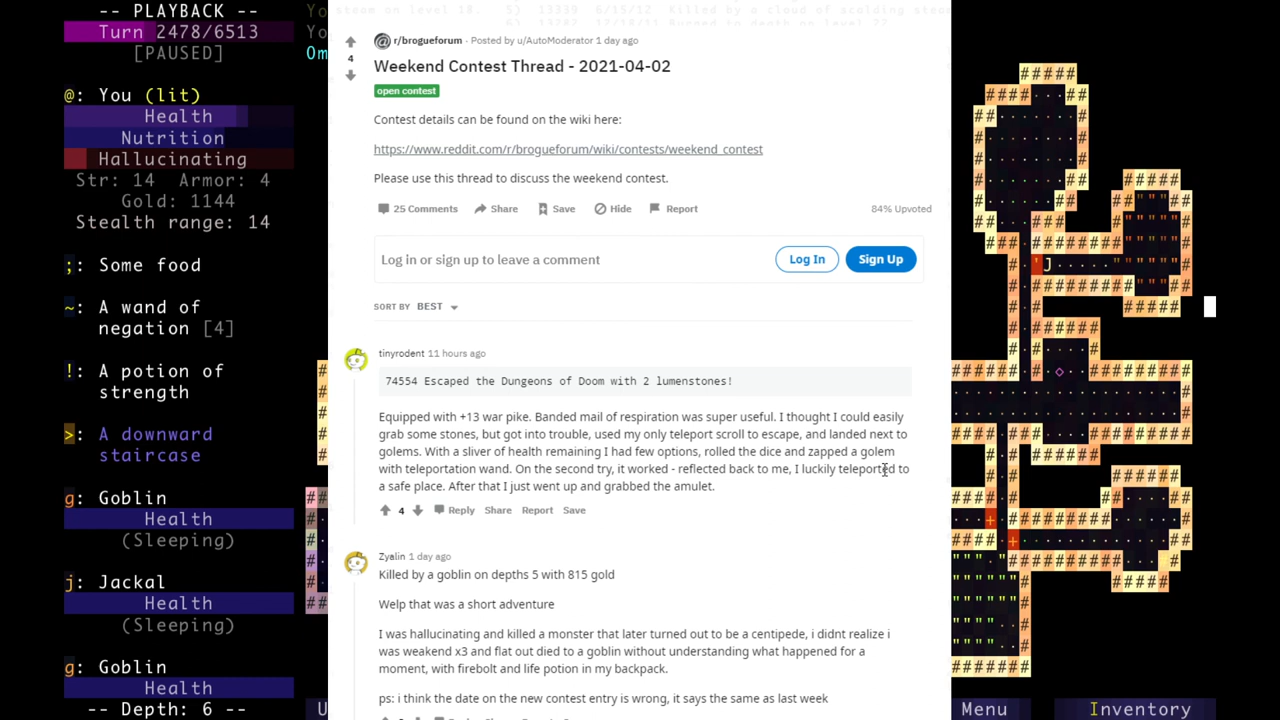 -- PLAYBACK --
Turn 2478/6513
[PAUSED]
@: You (lit)
Health
Nutrition
Hallucinating
Str: 14 Armor: 4
Gold: 1144
Stealth range: 14
;: Some food
~: A wand of
negation [4]
!: A potion of
strength
>: A downward
staircase
g: Goblin
Health
(Sleeping)
j: Jackal
Health
(Sleeping)
g: Goblin
Health
-- Depth: 6 --
r/brogueforum · Posted by u/AutoModerator 1 day ago
4
Weekend Contest Thread - 2021-04-02
open contest
Contest details can be found on the wiki here:
https://www.reddit.com/r/brogueforum/wiki/contests/weekend_contest
Please use this thread to discuss the weekend contest.
25 Comments Share Save Hide Report 84% Upvoted
Log in or sign up to leave a comment Log In Sign Up
SORT BY BEST
tinyrodent 11 hours ago
74554 Escaped the Dungeons of Doom with 2 lumenstones!
Equipped with +13 war pike. Banded mail of respiration was super useful. I thought I could easily
grab some stones, but got into trouble, used my only teleport scroll to escape, and landed next to
golems. With a sliver of health remaining I had few options, rolled the dice and zapped a golem
with teleportation wand. On the second try, it worked - reflected back to me, I luckily teleported to
a safe place. After that I just went up and grabbed the amulet.
4 Reply Share Report Save
Zyalin 1 day ago
Killed by a goblin on depths 5 with 815 gold
Welp that was a short adventure
I was hallucinating and killed a monster that later turned out to be a centipede, i didnt realize i
was weakend x3 and flat out died to a goblin without understanding what happened for a
moment, with firebolt and life potion in my backpack.
ps: i think the date on the new contest entry is wrong, it says the same as last week
Menu
Inventory